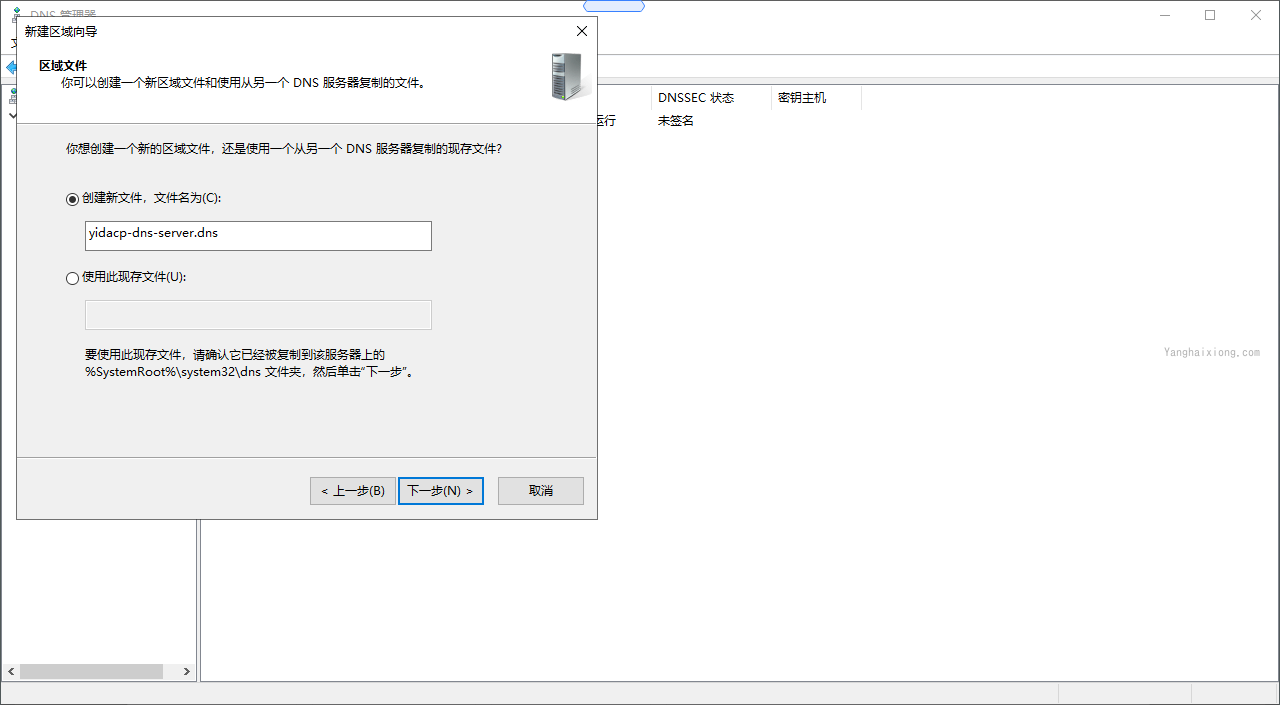 DNS 管理器
新建区域向导
区域文件
你可以创建一个新区域文件和使用从另一个 DNS 服务器复制的文件。
DNSSEC 状态
密钥主机
运行
未签名
你想创建一个新的区域文件，还是使用一个从另一个 DNS 服务器复制的现存文件?
创建新文件，文件名为(C):
yidacp-dns-server.dns
使用此现存文件(U):
要使用此现存文件，请确认它已经被复制到该服务器上的
%SystemRoot%\system32\dns 文件夹，然后单击“下一步”。
Yanghaixiong.com
< 上一步(B)
下一步(N) >
取消